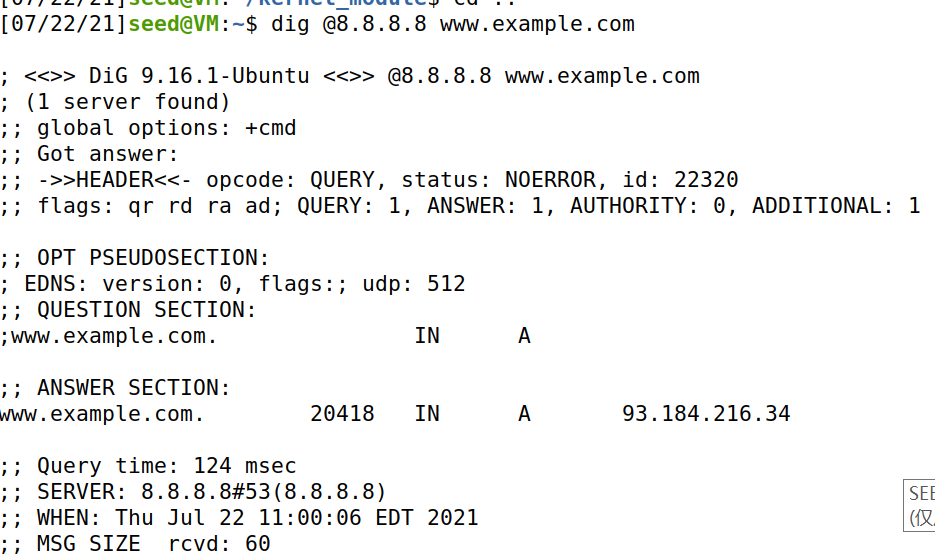 [07/22/21]seed@VM:~/kernel_module$ cd ..
[07/22/21]seed@VM:~$ dig @8.8.8.8 www.example.com
; <<>> DiG 9.16.1-Ubuntu <<>> @8.8.8.8 www.example.com
; (1 server found)
;; global options: +cmd
;; Got answer:
;; ->>HEADER<<- opcode: QUERY, status: NOERROR, id: 22320
;; flags: qr rd ra ad; QUERY: 1, ANSWER: 1, AUTHORITY: 0, ADDITIONAL: 1
;; OPT PSEUDOSECTION:
; EDNS: version: 0, flags:; udp: 512
;; QUESTION SECTION:
;www.example.com. IN A
;; ANSWER SECTION:
www.example.com. 20418 IN A 93.184.216.34
;; Query time: 124 msec
;; SERVER: 8.8.8.8#53(8.8.8.8)
;; WHEN: Thu Jul 22 11:00:06 EDT 2021
;; MSG SIZE rcvd: 60
(仅